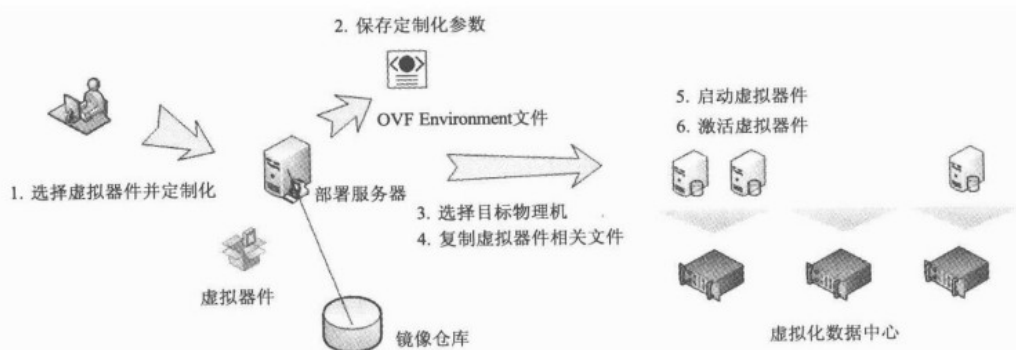 2. 保存定制化参数
OVF Environment文件
5. 启动虚拟器件
6. 激活虚拟器件
1. 选择虚拟器件并定制化
部署服务器
3. 选择目标物理机
4. 复制虚拟器件相关文件
虚拟器件
镜像仓库
虚拟化数据中心